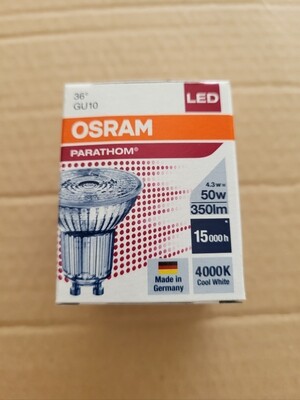 36°
GU10
LED
OSRAM
PARATHOM®
4.3 w=
50w
350lm
15 000 h
Made in
Germany
4000K
Cool White